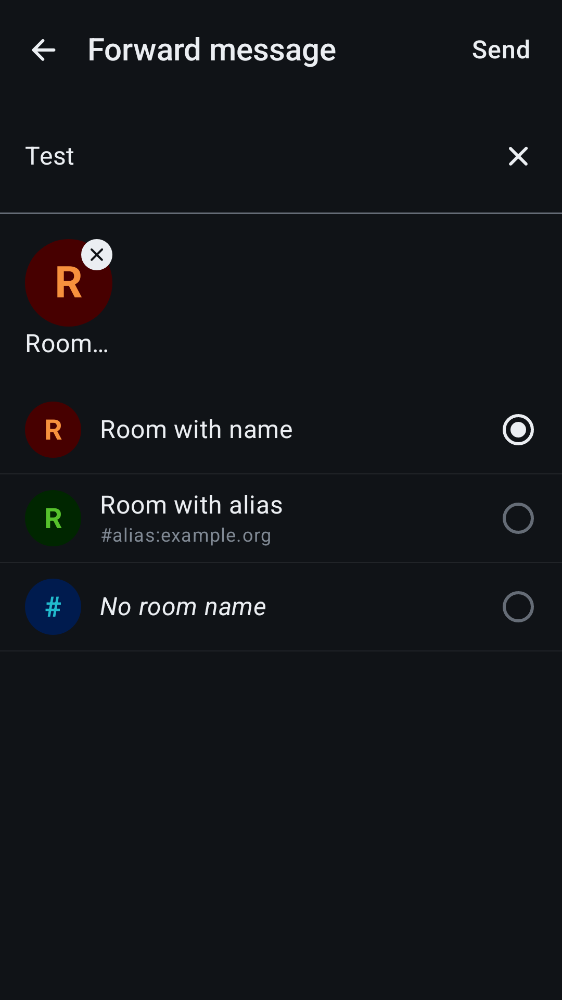 Forward message
Send
Test
R
Room...
R
Room with name
R
Room with alias
#alias:example.org
#
No room name